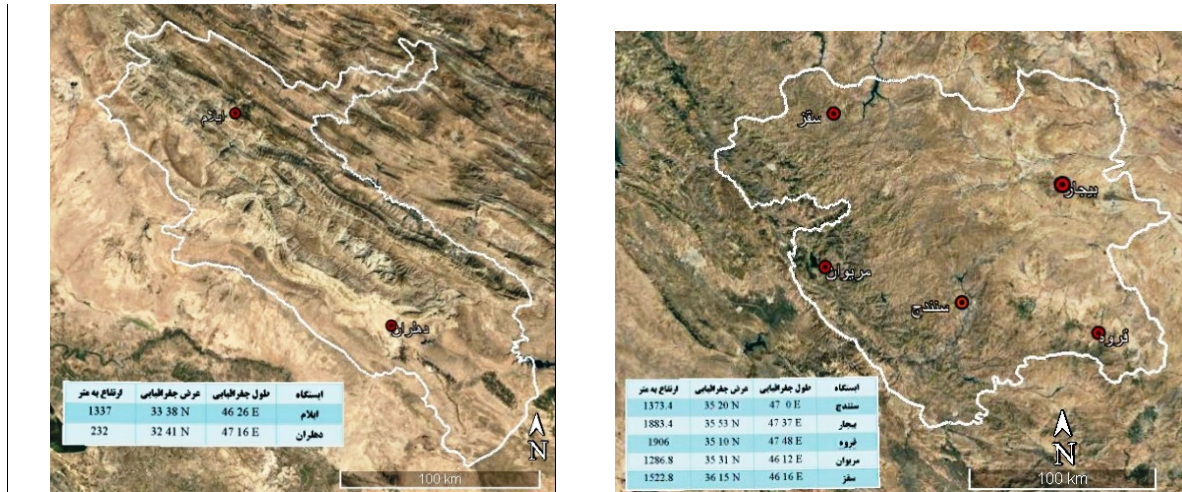 ایلام
دهلران
ایستگاه طول جغرافیایی عرض جغرافیایی ارتفاع به متر
ایلام 46 26 E 33 38 N 1337
دهلران 47 16 E 32 41 N 232
N
100 km
سقز
بیجار
مریوان
سنندج
قروه
ایستگاه طول جغرافیایی عرض جغرافیایی ارتفاع به متر
سنندج 47 0 E 35 20 N 1373.4
بیجار 47 37 E 35 53 N 1883.4
قروه 47 48 E 35 10 N 1906
مریوان 46 12 E 35 31 N 1286.8
سقز 46 16 E 36 15 N 1522.8
N
100 km